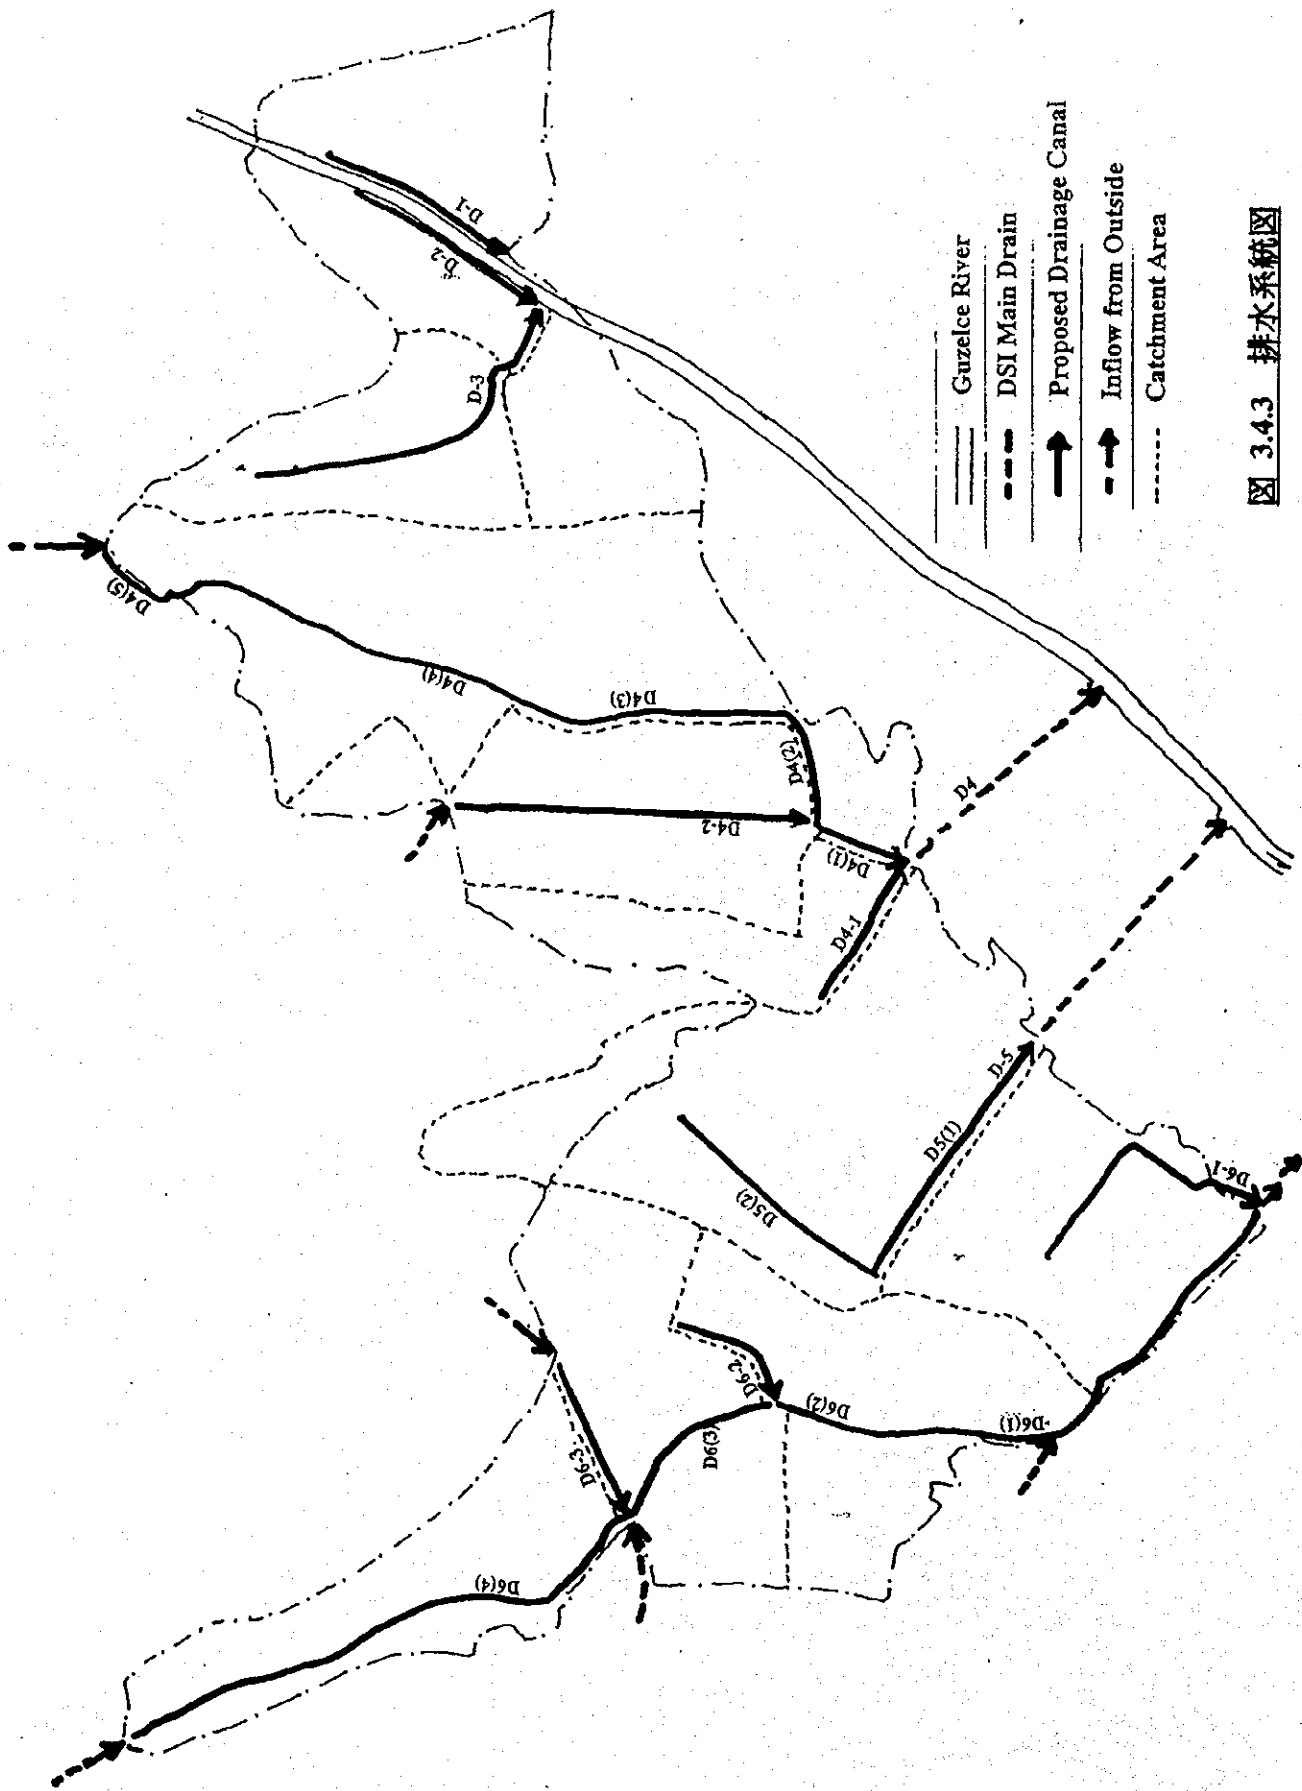 D-1
D-2
D-3
D4(5)
D4(4)
D4(3)
D4(2)
D4-2
D4(1)
D4-1
D4
D-5
D5(1)
D5(2)
D6-1
D6-2
D6(3)
D6(2)
D6(1)
D6-3
D6(4)
Guzelce River
DSI Main Drain
Proposed Drainage Canal
Inflow from Outside
Catchment Area
図 3.4.3 排水系統図